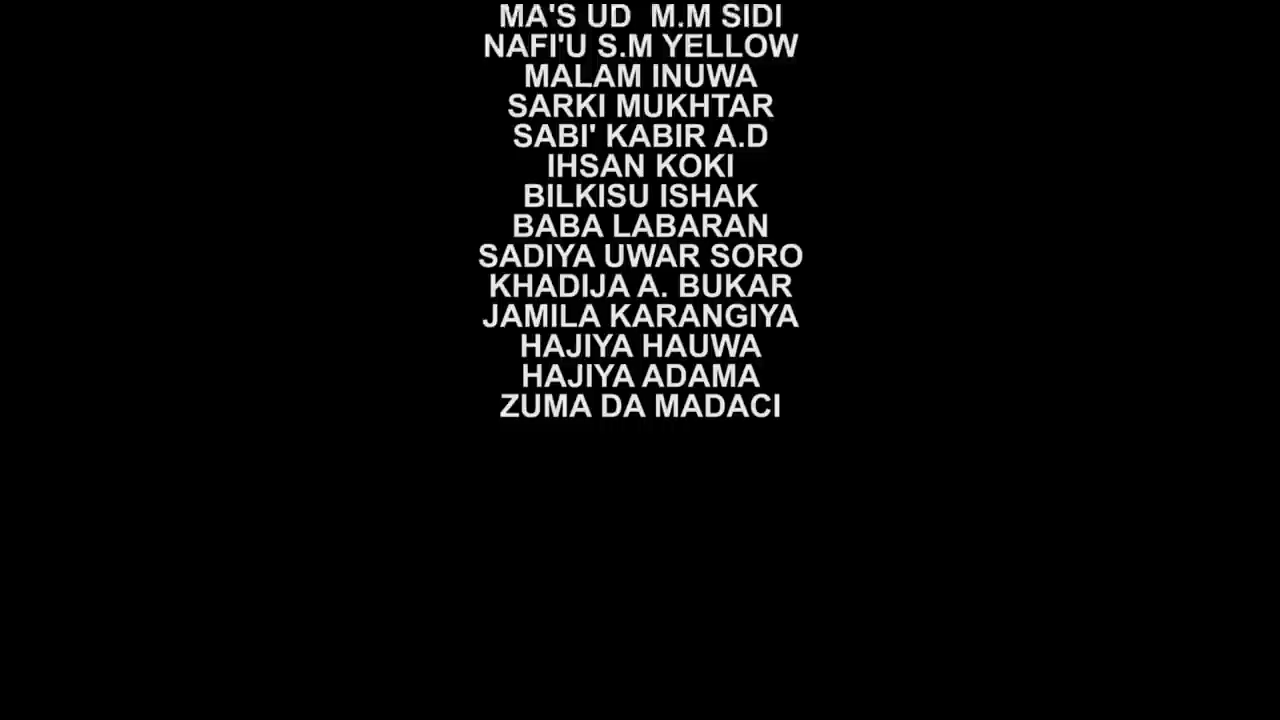 MA'S UD  M.M SIDI
NAFI'U S.M YELLOW
MALAM INUWA
SARKI MUKHTAR
SABI' KABIR A.D
IHSAN KOKI
BILKISU ISHAK
BABA LABARAN
SADIYA UWAR SORO
KHADIJA A. BUKAR
JAMILA KARANGIYA
HAJIYA HAUWA
HAJIYA ADAMA
ZUMA DA MADACI